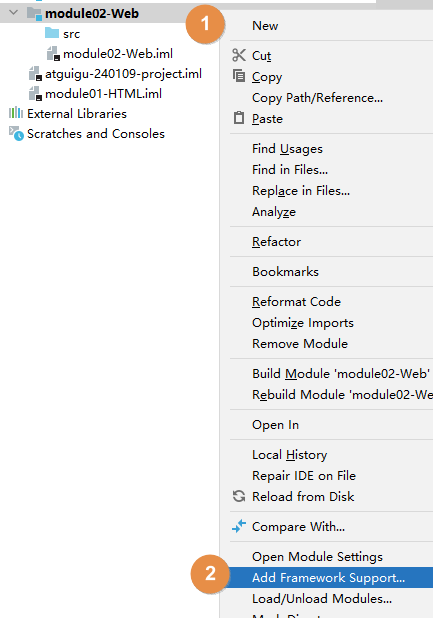 module02-Web
src
module02-Web.iml
atguigu-240109-project.iml
module01-HTML.iml
External Libraries
Scratches and Consoles
1
New
Cut
Copy
Copy Path/Reference...
Paste
Find Usages
Find in Files...
Replace in Files...
Analyze
Refactor
Bookmarks
Reformat Code
Optimize Imports
Remove Module
Build Module 'module02-Web'
Rebuild Module 'module02-We
Open In
Local History
Repair IDE on File
Reload from Disk
Compare With...
Open Module Settings
2
Add Framework Support...
Load/Unload Modules...